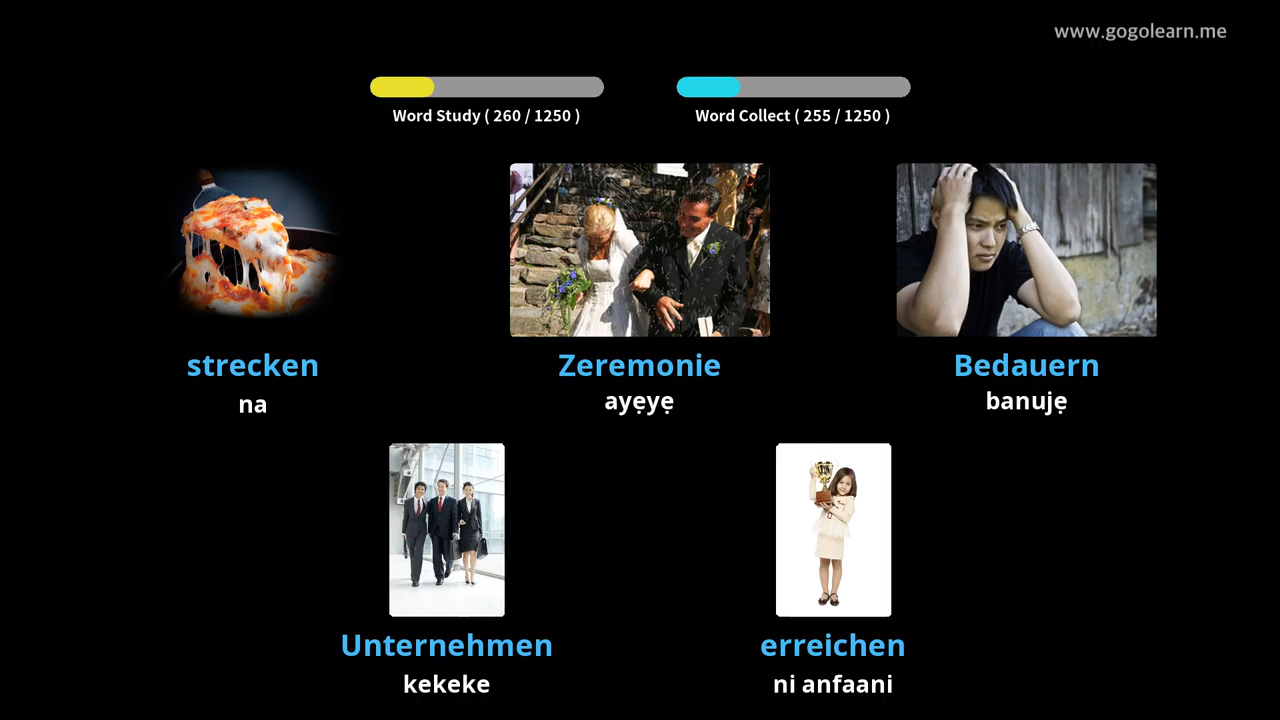 www.gogolearn.me
Word Study ( 260 / 1250 )
Word Collect ( 255 / 1250 )
strecken
na
Zeremonie
ayẹyẹ
Bedauern
banujẹ
Unternehmen
kekeke
erreichen
ni anfaani